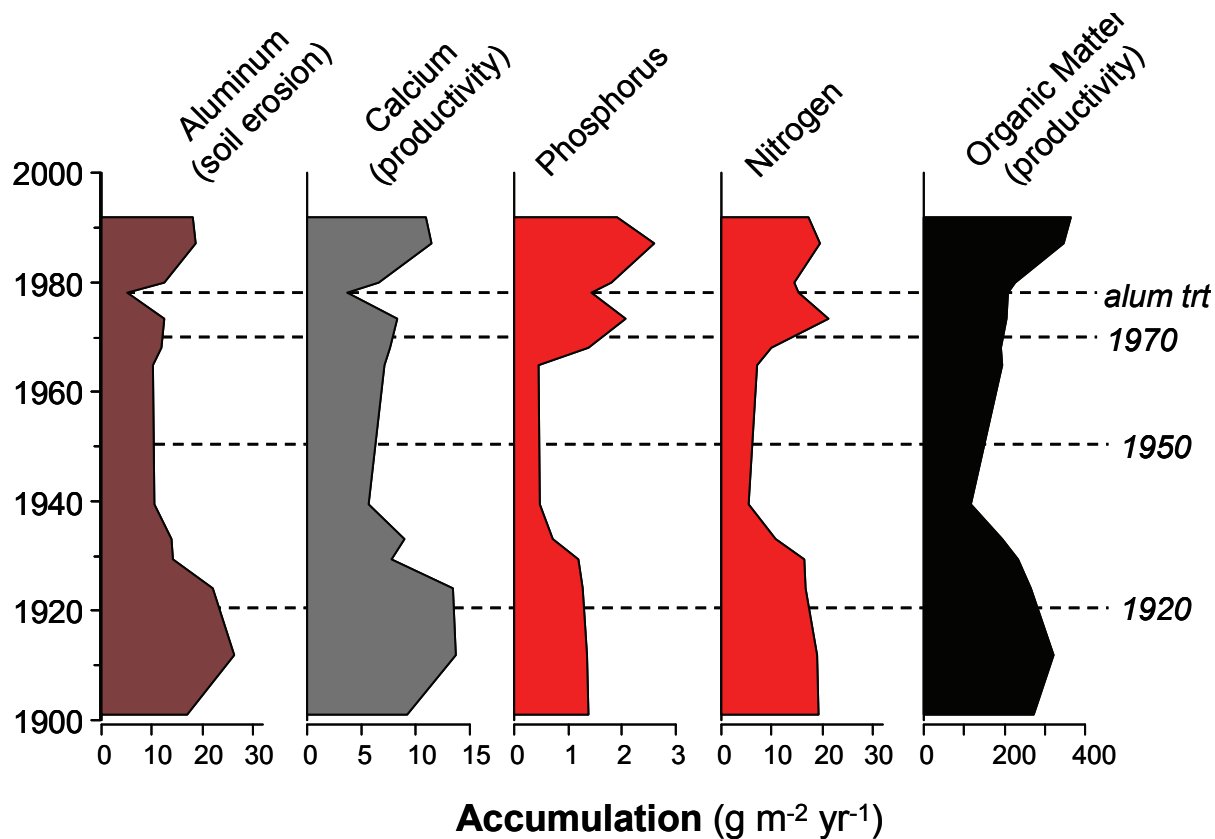 Aluminum
(soil erosion)
Calcium
(productivity)
Phosphorus
Nitrogen
Organic Matter
(productivity)
2000
1980
1960
1940
1920
1900
alum trt
1970
1950
1920
0 10 20 30
0 5 10 15
0 1 2 3
0 10 20 30
0 200 400
Accumulation (g m-2 yr-1)